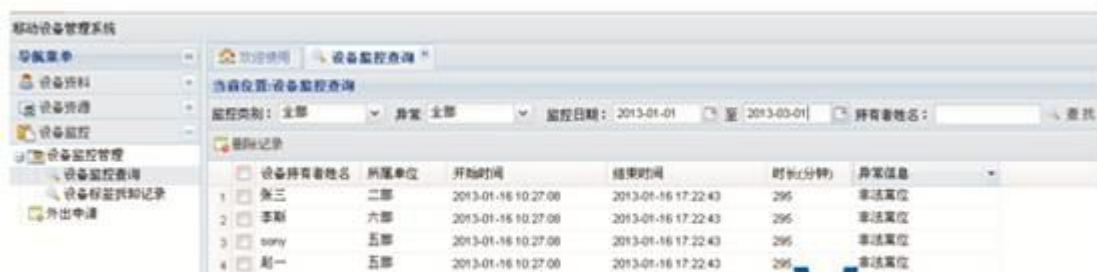 移动设备管理系统
导航菜单
设备资料
设备资源
设备监控
设备监控管理
设备监控查询
设备标签拆卸记录
外出申请
欢迎使用 设备监控查询
当前位置:设备监控查询
监控类别: 全部 异常 全部 监控日期: 2013-01-01 至 2013-03-01 持有者姓名: 查找
删除记录
设备持有者姓名 所属单位 开始时间 结束时间 时长(分钟) 异常信息
1 张三 二部 2013-01-16 10:27:08 2013-01-16 17:22:43 295 非法离位
2 李斯 六部 2013-01-16 10:27:08 2013-01-16 17:22:43 295 非法离位
3 sony 五部 2013-01-16 10:27:08 2013-01-16 17:22:43 295 非法离位
4 赵一 五部 2013-01-16 10:27:08 2013-01-16 17:22:43 295 非法离位